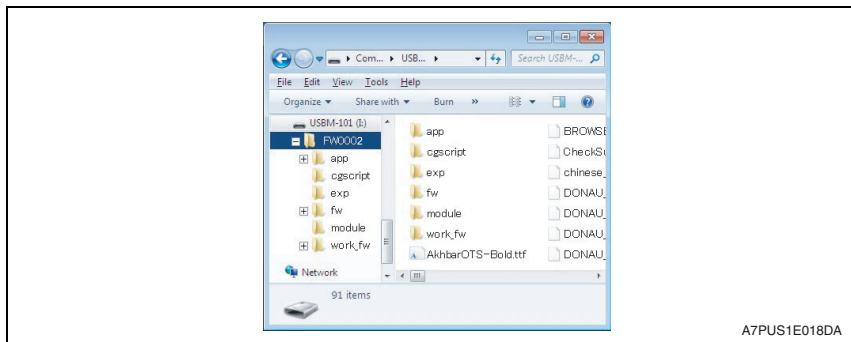 Com... USB... Search USBM-...
File Edit View Tools Help
Organize Share with Burn »
USBM-101 (I:)
FW0002
app
cgscript
exp
fw
module
work_fw
Network
app
cgscript
exp
fw
module
work_fw
AkhbarOTS-Bold.ttf
BROWSE
CheckSu
chinese_
DONAU_
DONAU_
DONAU_
DONAU_
91 items
A7PUS1E018DA